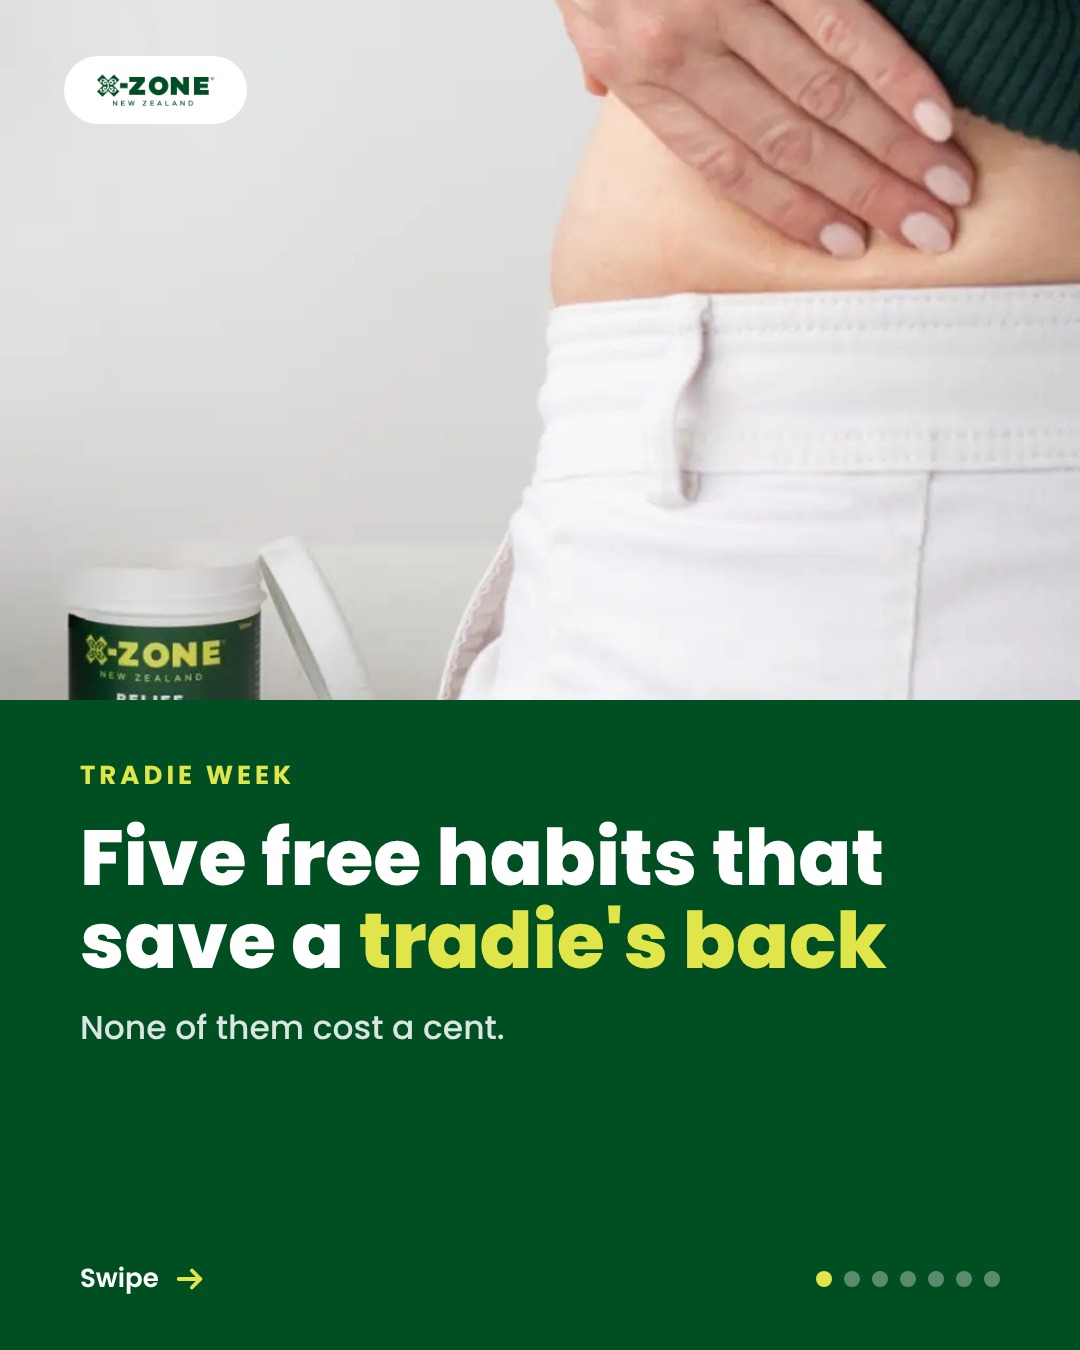 X-ZONE
NEW ZEALAND
X-ZONE
NEW ZEALAND
RELIEF
TRADIE WEEK
Five free habits that
save a tradie's back
None of them cost a cent.
Swipe →